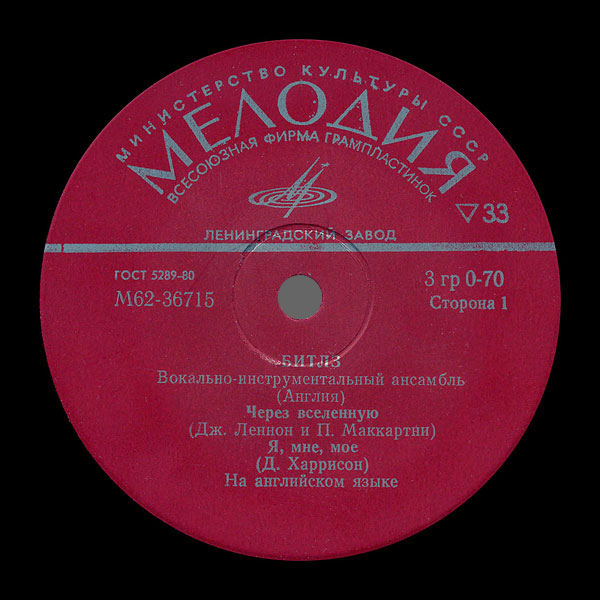 МИНИСТЕРСТВО КУЛЬТУРЫ СССР
МЕЛОДИЯ
ВСЕСОЮЗНАЯ ФИРМА ГРАМПЛАСТИНОК
33
ЛЕНИНГРАДСКИЙ ЗАВОД
ГОСТ 5289-80
3 гр 0-70
М62-36715
Сторона 1
БИТЛЗ
Вокально-инструментальный ансамбль
(Англия)
Через вселенную
(Дж. Леннон и П. Маккартни)
Я, мне, мое
(Д. Харрисон)
На английском языке